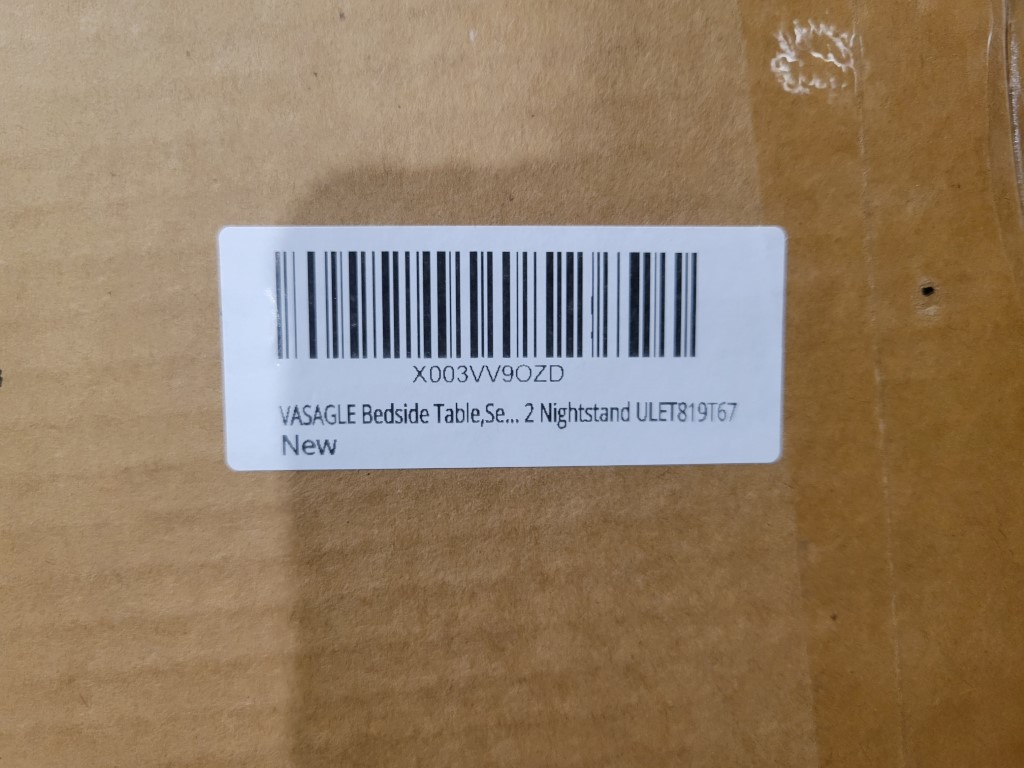 X003VV9OZD
VASAGLE Bedside Table,Se... 2 Nightstand ULET819T67
New